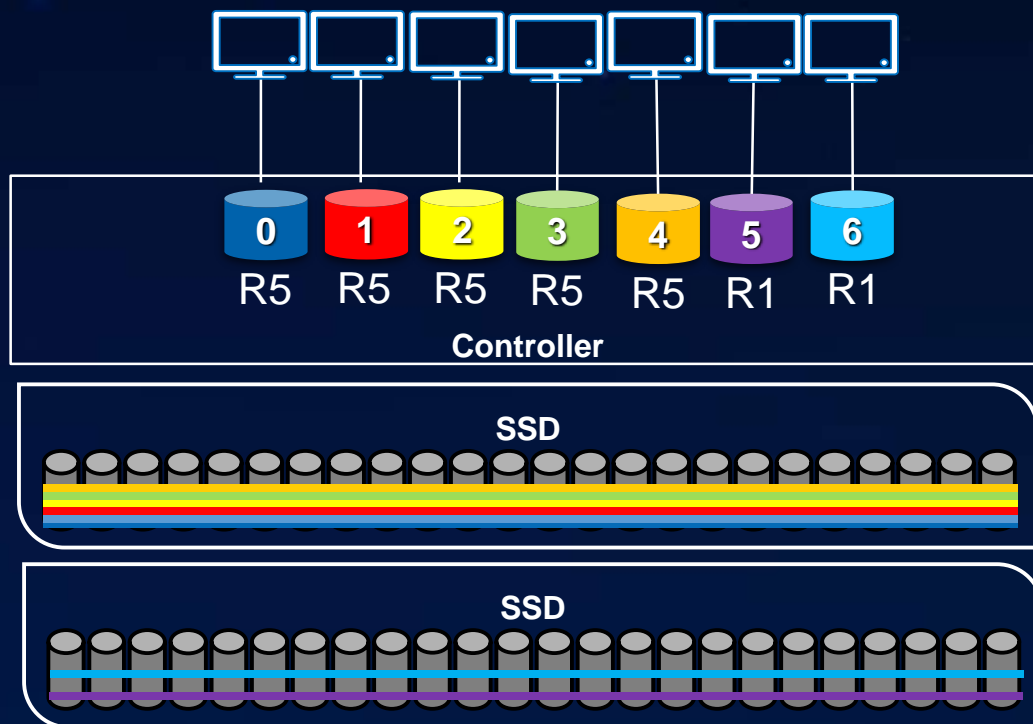 0 1 2 3 4 5 6
R5 R5 R5 R5 R5 R1 R1
Controller
SSD
SSD